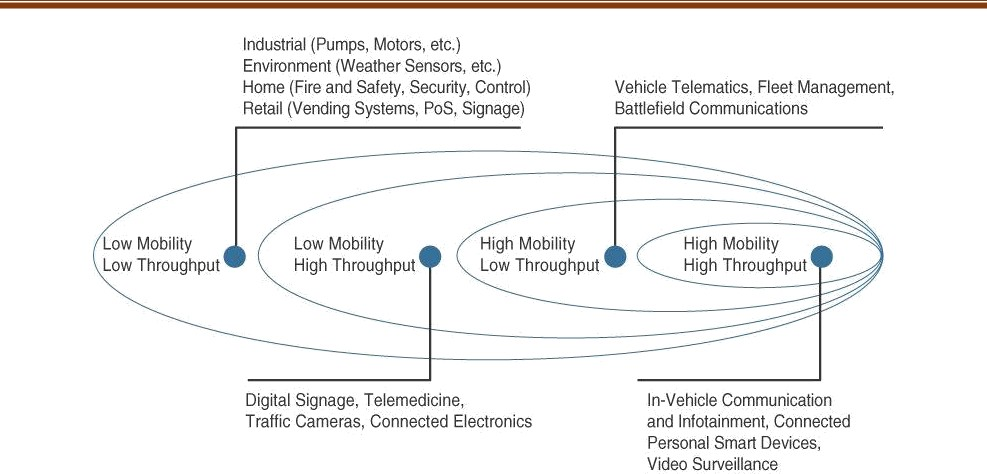 Industrial (Pumps, Motors, etc.)
Environment (Weather Sensors, etc.)
Home (Fire and Safety, Security, Control)
Retail (Vending Systems, PoS, Signage)
Vehicle Telematics, Fleet Management,
Battlefield Communications
Low Mobility
Low Throughput
Low Mobility
High Throughput
High Mobility
Low Throughput
High Mobility
High Throughput
Digital Signage, Telemedicine,
Traffic Cameras, Connected Electronics
In-Vehicle Communication
and Infotainment, Connected
Personal Smart Devices,
Video Surveillance